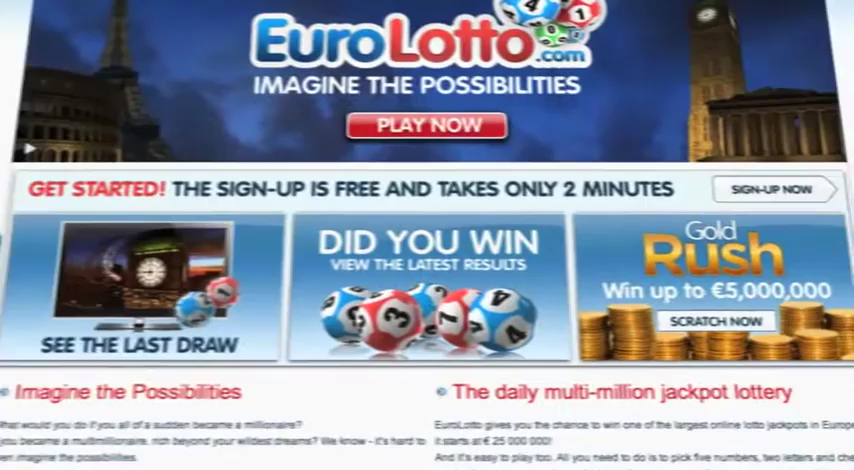 EuroLotto.com
IMAGINE THE POSSIBILITIES
PLAY NOW
GET STARTED! THE SIGN-UP IS FREE AND TAKES ONLY 2 MINUTES
SIGN-UP NOW
SEE THE LAST DRAW
DID YOU WIN
VIEW THE LATEST RESULTS
3 7 4
Gold
Rush
Win up to €5,000,000
SCRATCH NOW
Imagine the Possibilities
would you do if you all of a sudden became a millionaire?
you became a multimillionaire, rich beyond your wildest dreams? We know - it's hard to
imagine the possibilities.
The daily multi-million jackpot lottery
EuroLotto gives you the chance to win one of the largest online lotto jackpots in
it starts at € 25 000 000!
And it's easy to play too. All you need to do is to pick five numbers, two letters and